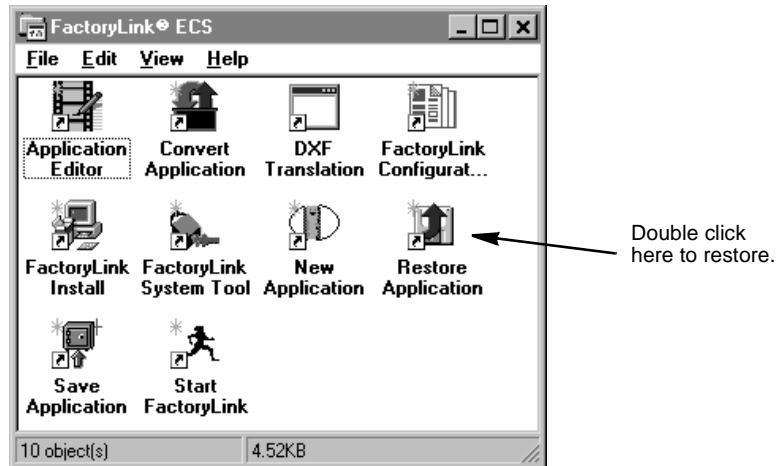 FactoryLink® ECS
File Edit View Help
Application Editor
Convert Application
DXF Translation
FactoryLink Configurat...
FactoryLink Install
FactoryLink System Tool
New Application
Restore Application
Double click
here to restore.
Save Application
Start FactoryLink
10 object(s) 4.52KB